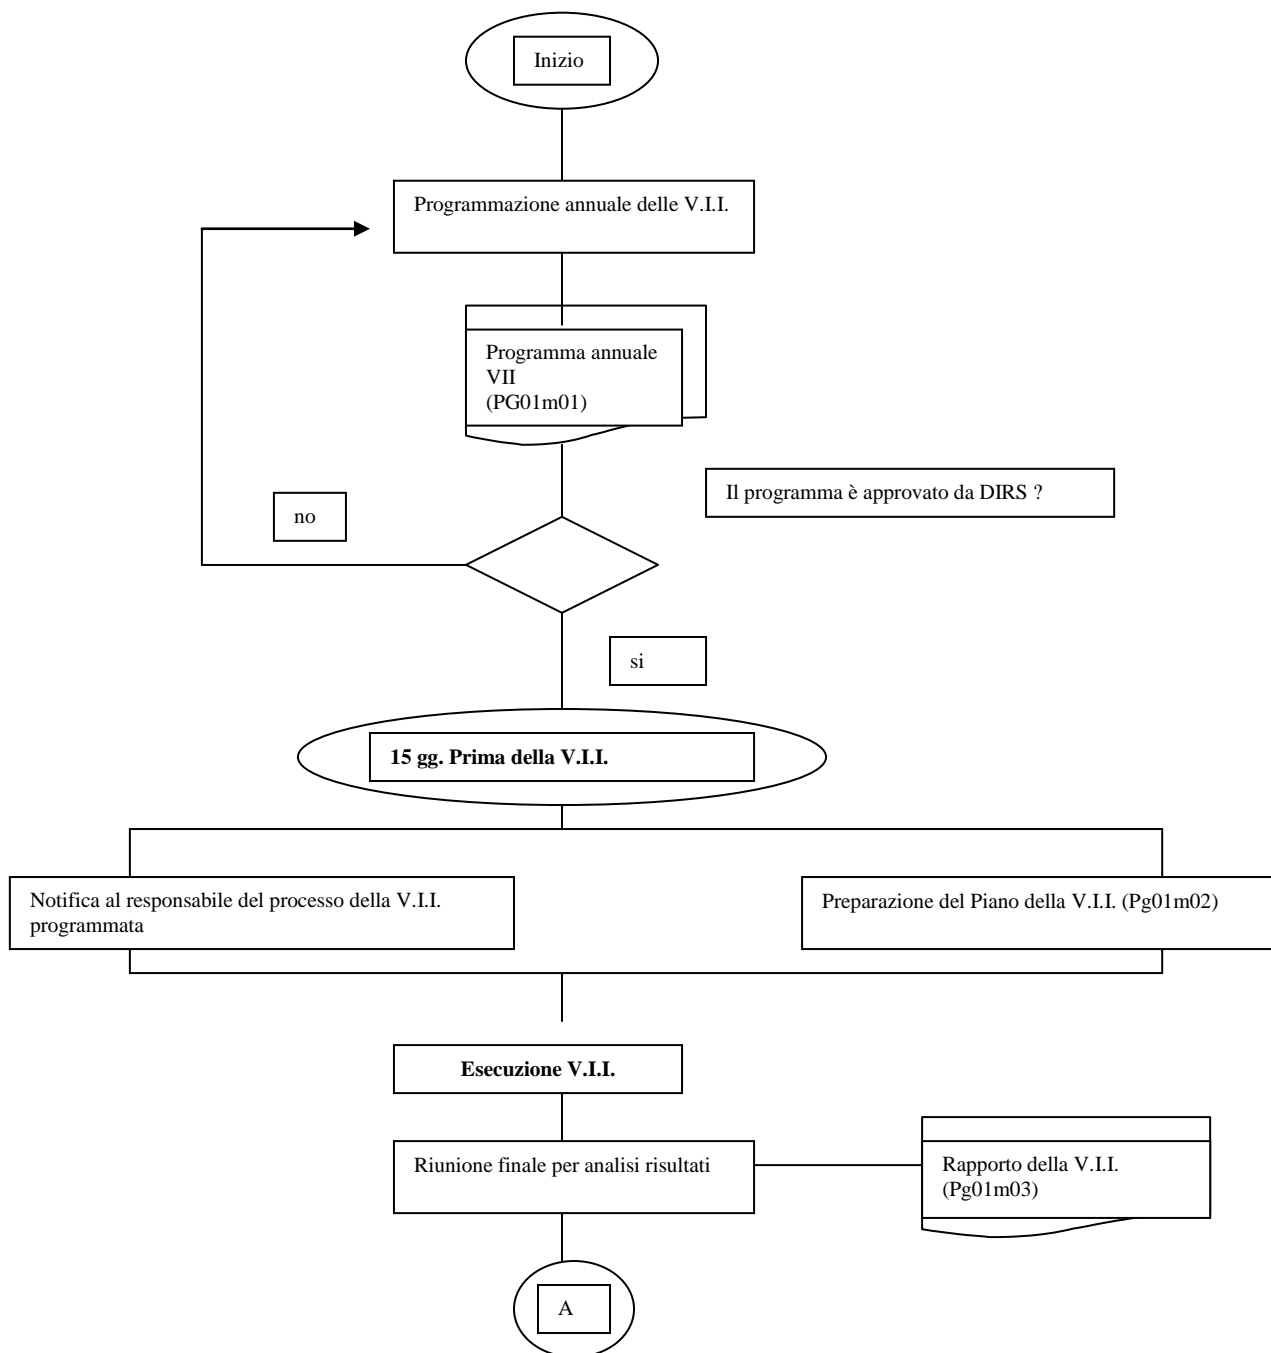 Inizio
Programmazione annuale delle V.I.I.
Programma annuale
VII
(PG01m01)
Il programma è approvato da DIRS ?
no
si
15 gg. Prima della V.I.I.
Notifica al responsabile del processo della V.I.I.
programmata
Preparazione del Piano della V.I.I. (Pg01m02)
Esecuzione V.I.I.
Riunione finale per analisi risultati
Rapporto della V.I.I.
(Pg01m03)
A